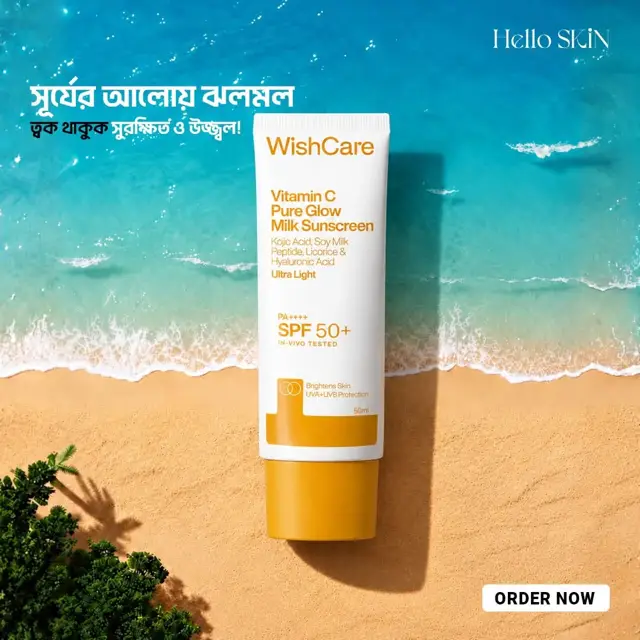 Hello SKiN
সূর্যের আলোয় ঝলমল
ত্বক থাকুক সুরক্ষিত ও উজ্জ্বল!
WishCare
Vitamin C
Pure Glow
Milk Sunscreen
Kojic Acid, Soy Milk
Peptide, Licorice &
Hyaluronic Acid
Ultra Light
PA++++
SPF 50+
IN-VIVO TESTED
Brightens Skin
UVA+UVB Protection
50ml
ORDER NOW